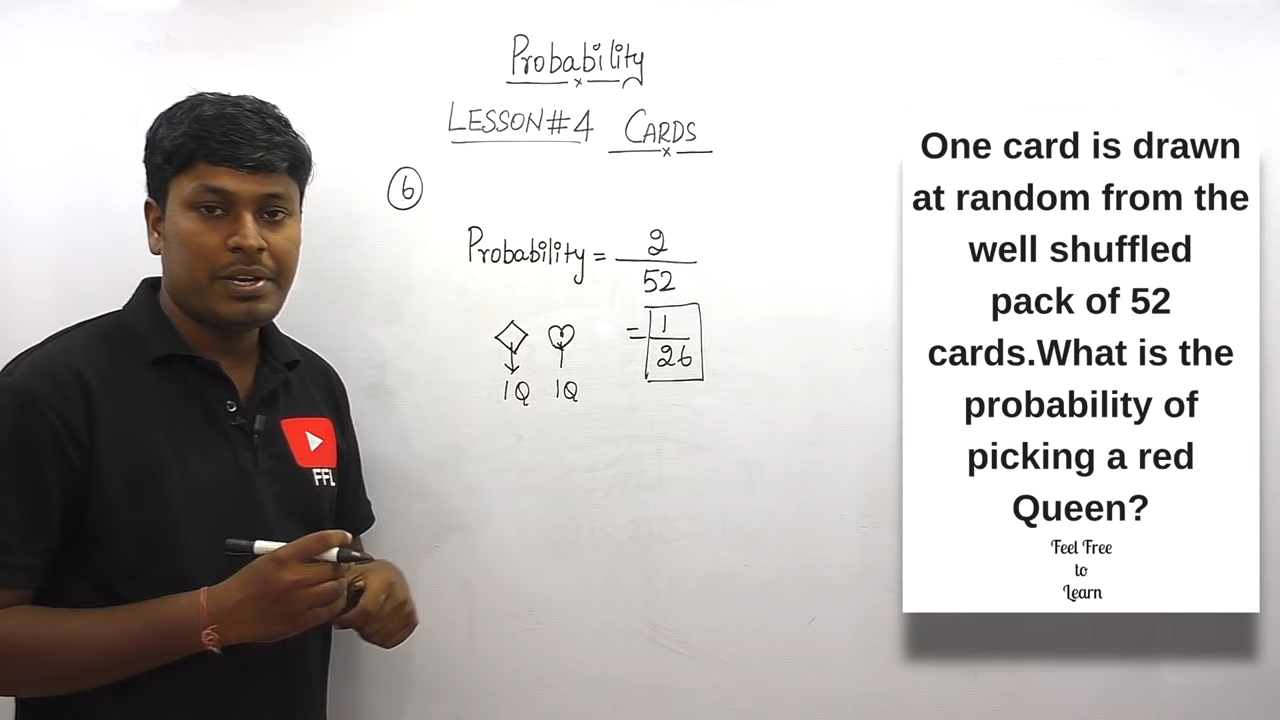 Probability
LESSON#4 CARDS
6
Probability = 2
52
= 1
26
1Q 1Q
FFL
One card is drawn
at random from the
well shuffled
pack of 52
cards.What is the
probability of
picking a red
Queen?
Feel Free
to
Learn